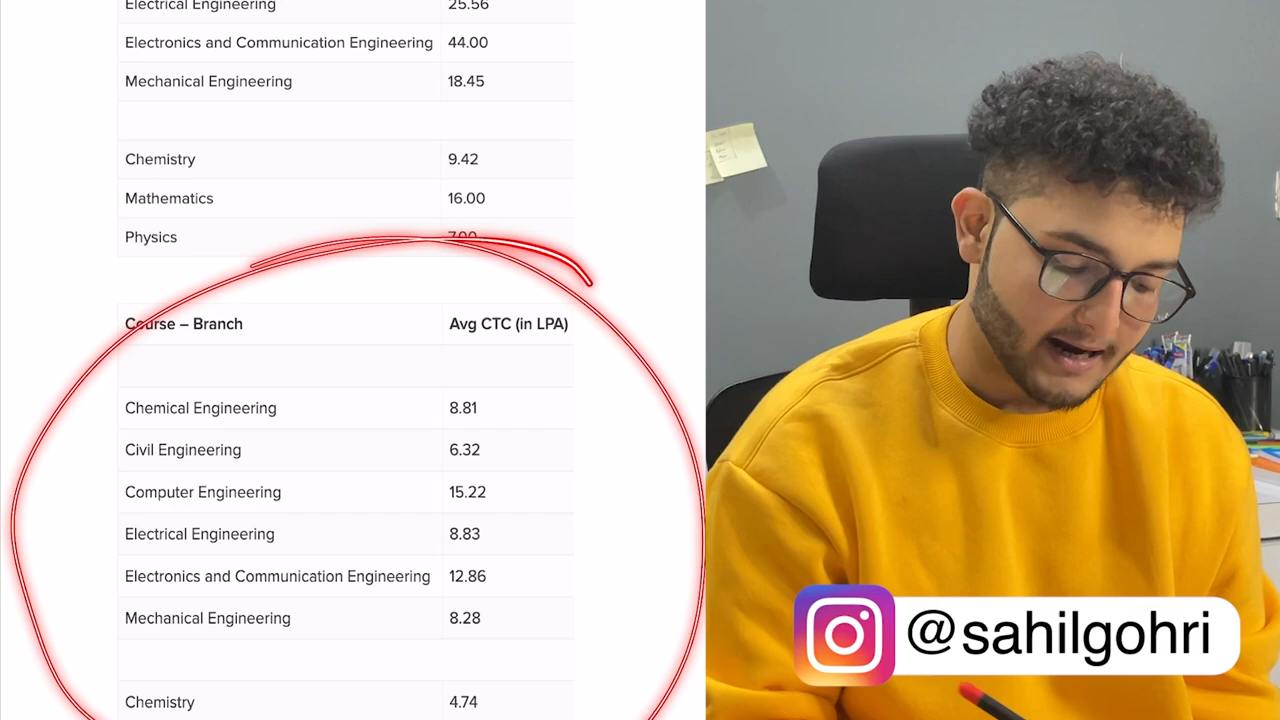 Electrical Engineering 25.56
Electronics and Communication Engineering 44.00
Mechanical Engineering 18.45
Chemistry 9.42
Mathematics 16.00
Physics 7.00
Course – Branch Avg CTC (in LPA)
Chemical Engineering 8.81
Civil Engineering 6.32
Computer Engineering 15.22
Electrical Engineering 8.83
Electronics and Communication Engineering 12.86
Mechanical Engineering 8.28
Chemistry 4.74
@sahilgohri